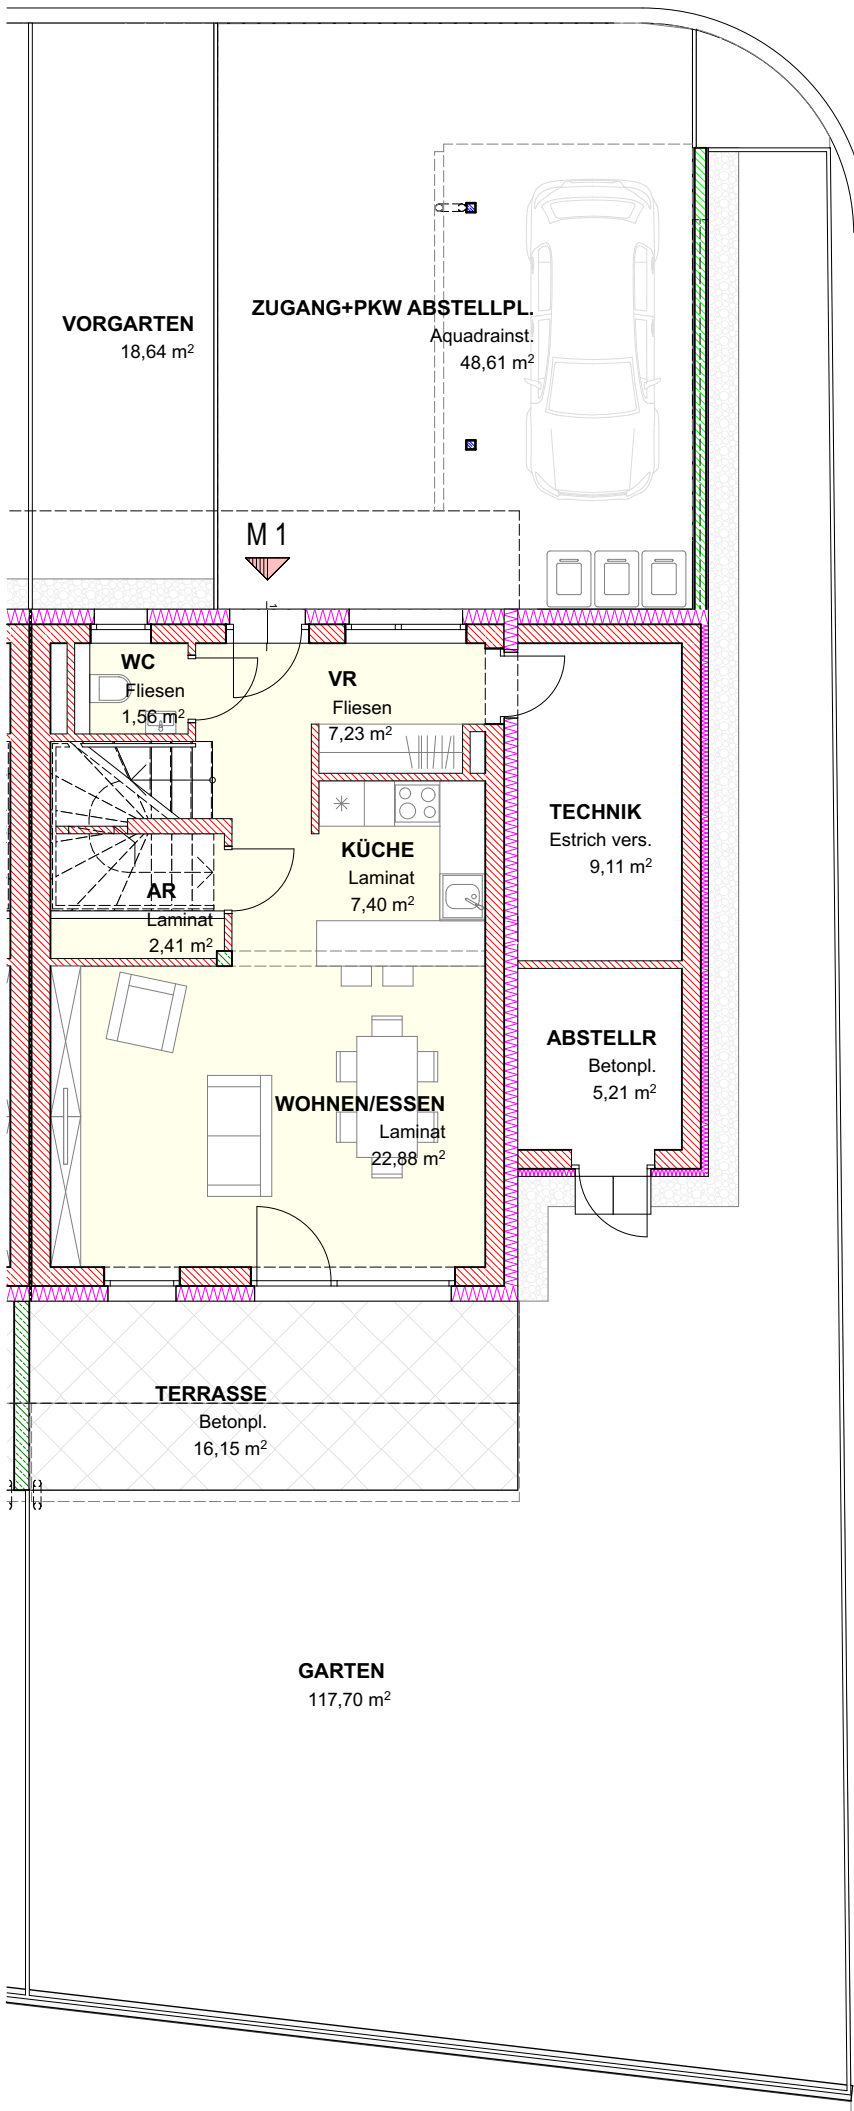 VORGARTEN
18,64 m²
ZUGANG+PKW ABSTELLPL.
Aquadrainst.
48,61 m²
M 1
1
WC
Fliesen
1,56 m²
VR
Fliesen
7,23 m²
TECHNIK
Estrich vers.
9,11 m²
KÜCHE
Laminat
7,40 m²
AR
Laminat
2,41 m²
ABSTELLR
Betonpl.
5,21 m²
WOHNEN/ESSEN
Laminat
22,88 m²
TERRASSE
Betonpl.
16,15 m²
GARTEN
117,70 m²